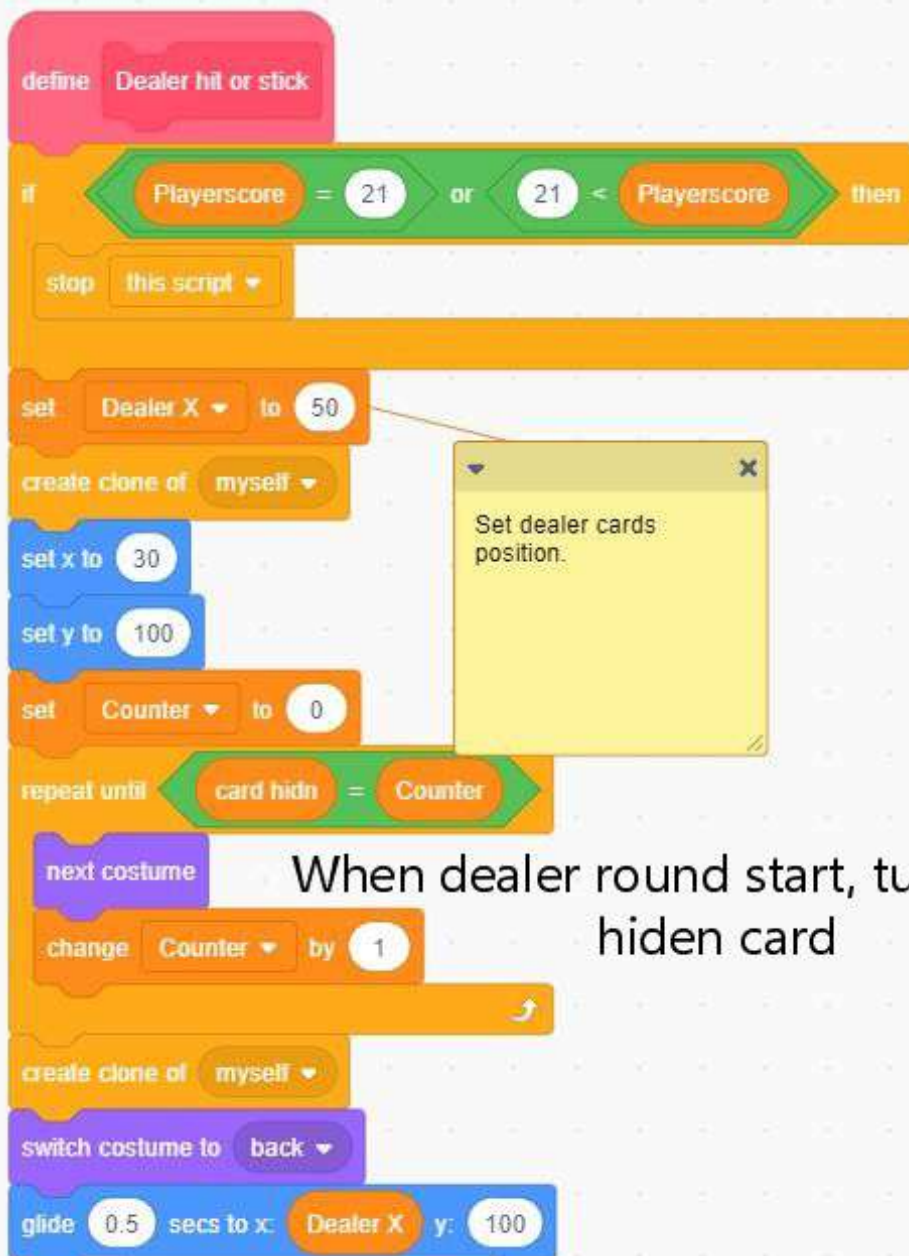 define Dealer hit or stick
if Playerscore = 21 or 21 < Playerscore then
stop this script
set Dealer X to 50
create clone of myself
Set dealer cards
position.
set x to 30
set y to 100
set Counter to 0
repeat until card hidn = Counter
next costume
When dealer round start,
hiden card
change Counter by 1
create clone of myself
switch costume to back
glide 0.5 secs to x: Dealer X y: 100